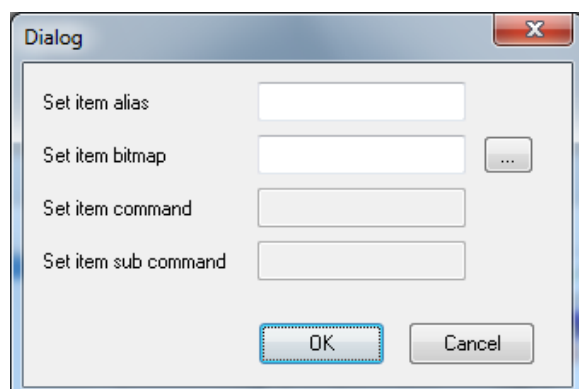 Dialog
Set item alias
Set item bitmap
...
Set item command
Set item sub command
OK
Cancel